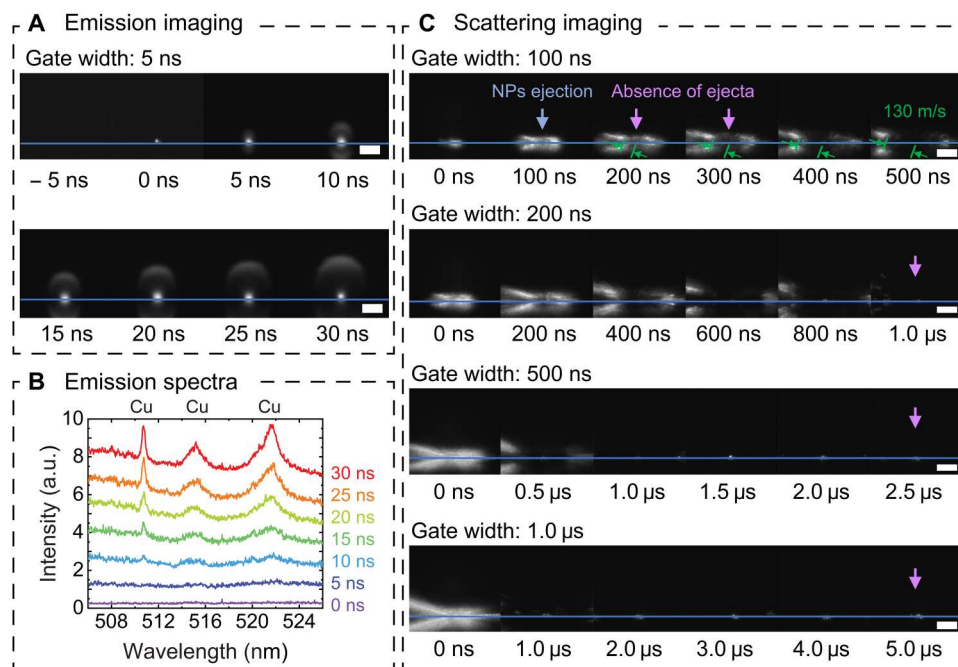 A Emission imaging
Gate width: 5 ns
− 5 ns 0 ns 5 ns 10 ns
15 ns 20 ns 25 ns 30 ns
B Emission spectra
Cu Cu Cu
10
8
6
4
2
0
Intensity (a.u.)
30 ns
25 ns
20 ns
15 ns
10 ns
5 ns
0 ns
508 512 516 520 524
Wavelength (nm)
C Scattering imaging
Gate width: 100 ns
NPs ejection Absence of ejecta
130 m/s
0 ns 100 ns 200 ns 300 ns 400 ns 500 ns
Gate width: 200 ns
0 ns 200 ns 400 ns 600 ns 800 ns 1.0 μs
Gate width: 500 ns
0 ns 0.5 μs 1.0 μs 1.5 μs 2.0 μs 2.5 μs
Gate width: 1.0 μs
0 ns 1.0 μs 2.0 μs 3.0 μs 4.0 μs 5.0 μs